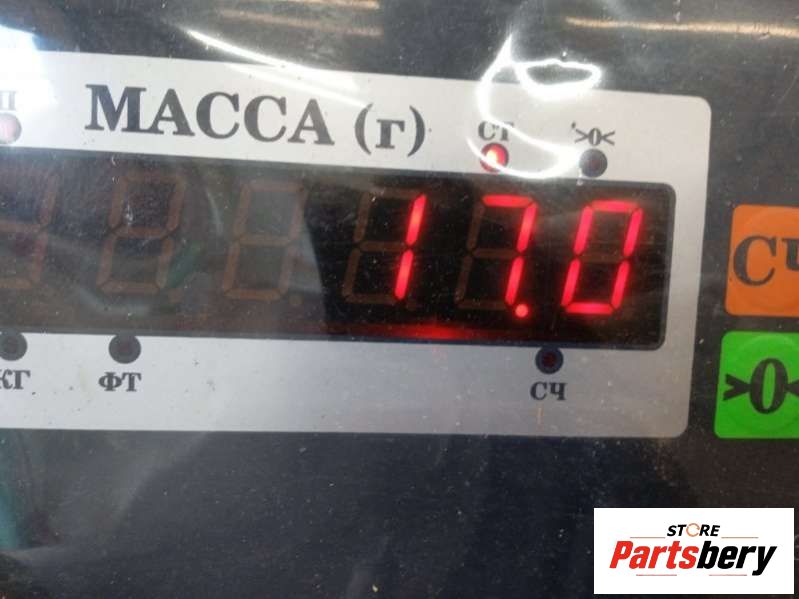 П
МАССА (г)
СТ
>0<
17.0
СЧ
КГ
ФТ
СЧ
>0<
STORE
Partsbery